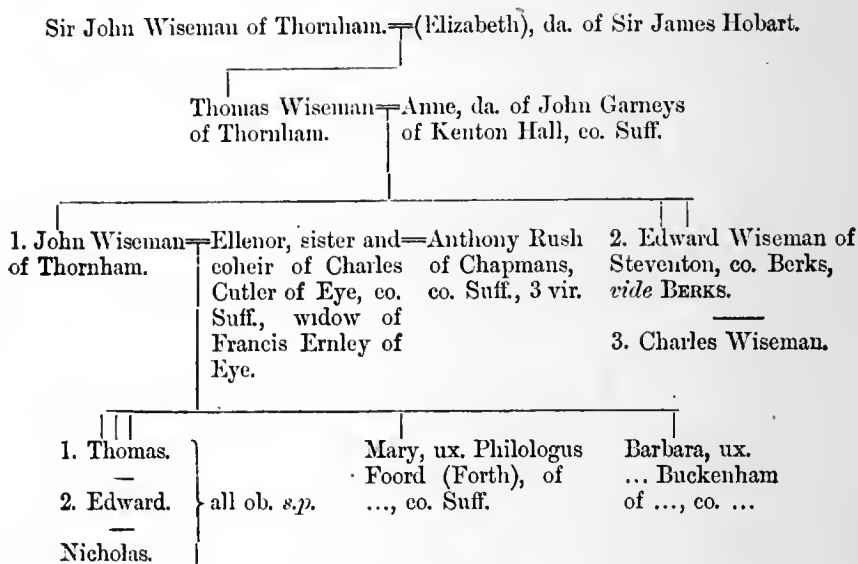 Sir John Wiseman of Thornham.=(Elizabeth), da. of Sir James Hobart.
Thomas Wiseman=Anne, da. of John Garneys
of Thornham. of Kenton Hall, co. Suff.
1. John Wiseman=Ellenor, sister and=Anthony Rush 2. Edward Wiseman of
of Thornham. coheir of Charles of Chapmans, Steventon, co. Berks,
Cutler of Eye, co. co. Suff., 3 vir. vide BERKS.
Suff., widow of
Francis Ernley of 3. Charles Wiseman.
Eye.
1. Thomas. Mary, ux. Philologus Barbara, ux.
Foord (Forth), of ... Buckenham
2. Edward. all ob. s.p. ..., co. Suff. of ..., co. ...
Nicholas.